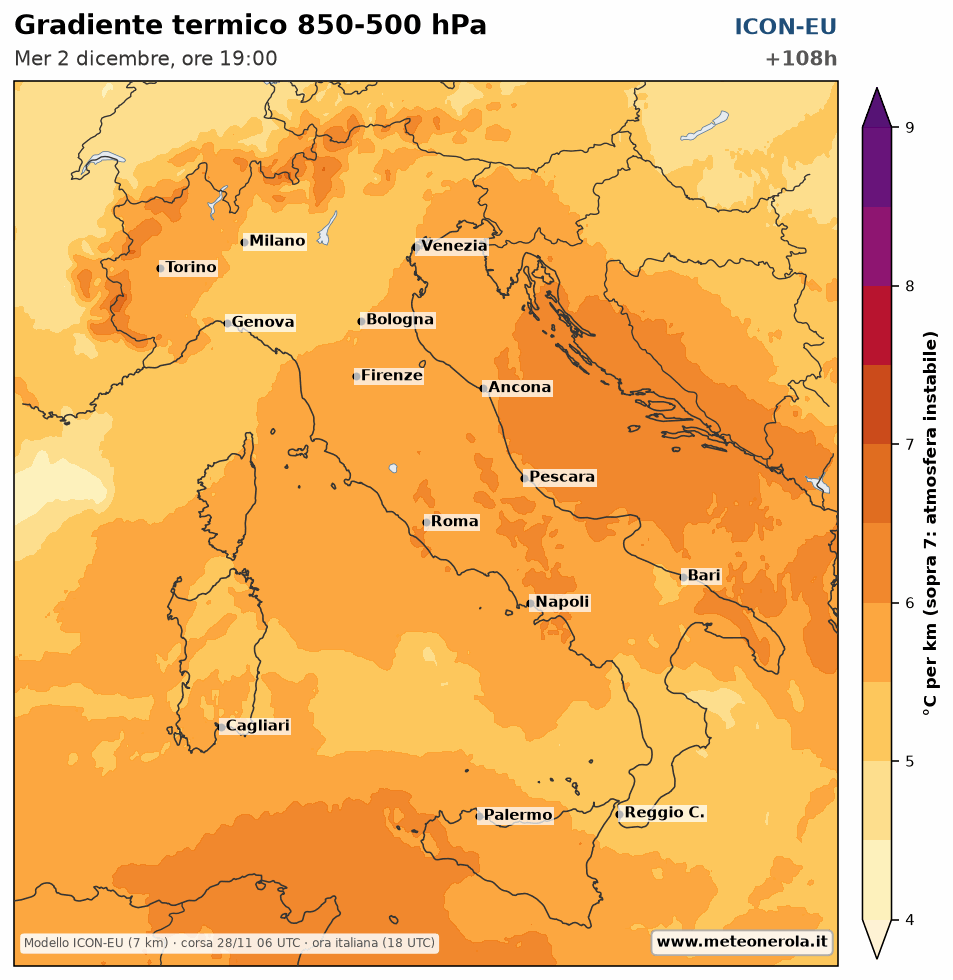 Gradiente termico 850-500 hPa
ICON-EU
Mer 2 dicembre, ore 19:00
+108h
Milano
Venezia
Torino
Genova
Bologna
Firenze
Ancona
Pescara
Roma
Bari
Napoli
Cagliari
Palermo
Reggio C.
9
8
7
6
5
4
°C per km (sopra 7: atmosfera instabile)
Modello ICON-EU (7 km) · corsa 28/11 06 UTC · ora italiana (18 UTC)
www.meteonerola.it